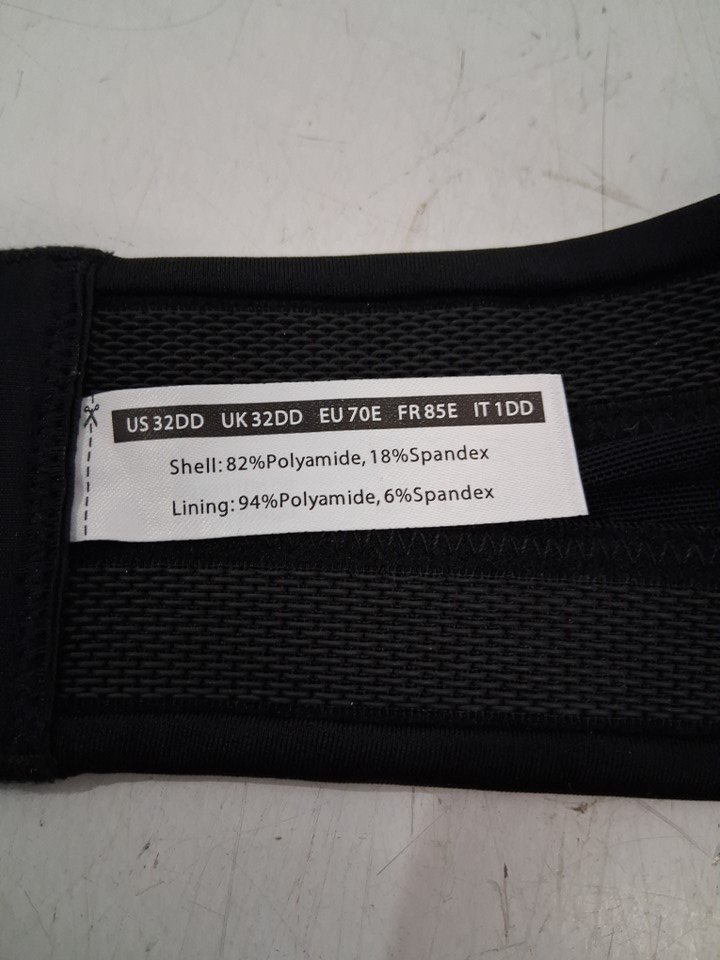 US 32DD UK 32DD EU 70E FR 85E IT 1DD
Shell: 82%Polyamide, 18%Spandex
Lining: 94%Polyamide, 6%Spandex